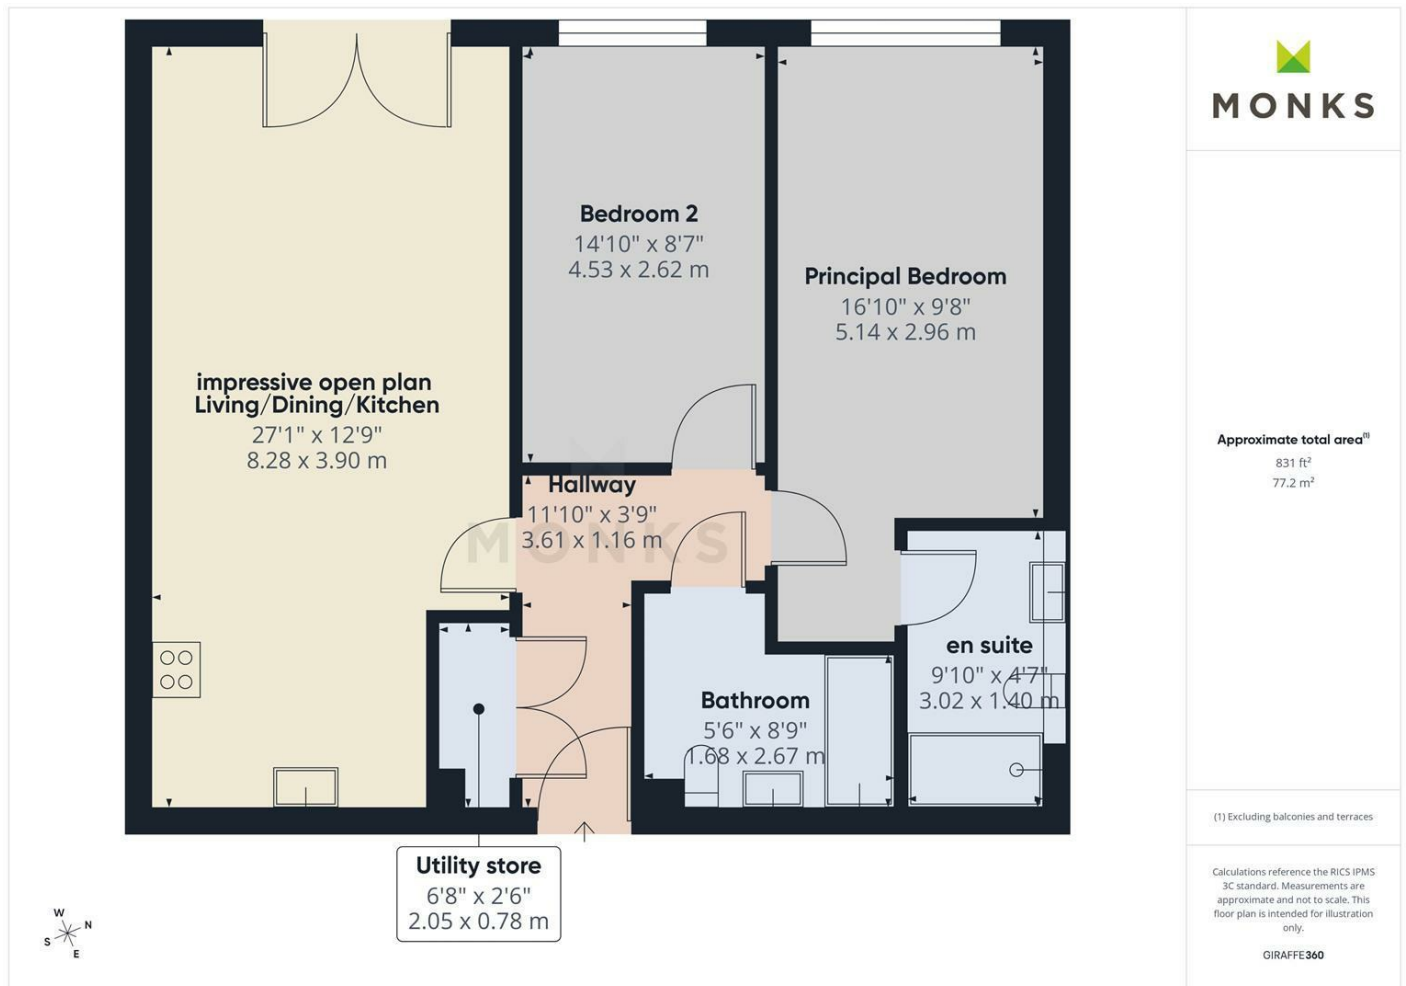 MONKS
Bedroom 2
14'10" x 8'7"
4.53 x 2.62 m
Principal Bedroom
16'10" x 9'8"
5.14 x 2.96 m
impressive open plan
Living/Dining/Kitchen
27'1" x 12'9"
8.28 x 3.90 m
Hallway
11'10" x 3'9"
3.61 x 1.16 m
MONKS
en suite
9'10" x 4'7"
3.02 x 1.40 m
Bathroom
5'6" x 8'9"
1.68 x 2.67 m
Utility store
6'8" x 2'6"
2.05 x 0.78 m
W
N
S
E
Approximate total area(1)
831 ft²
77.2 m²
(1) Excluding balconies and terraces
Calculations reference the RICS IPMS
3C standard. Measurements are
approximate and not to scale. This
floor plan is intended for illustration
only.
GIRAFFE360